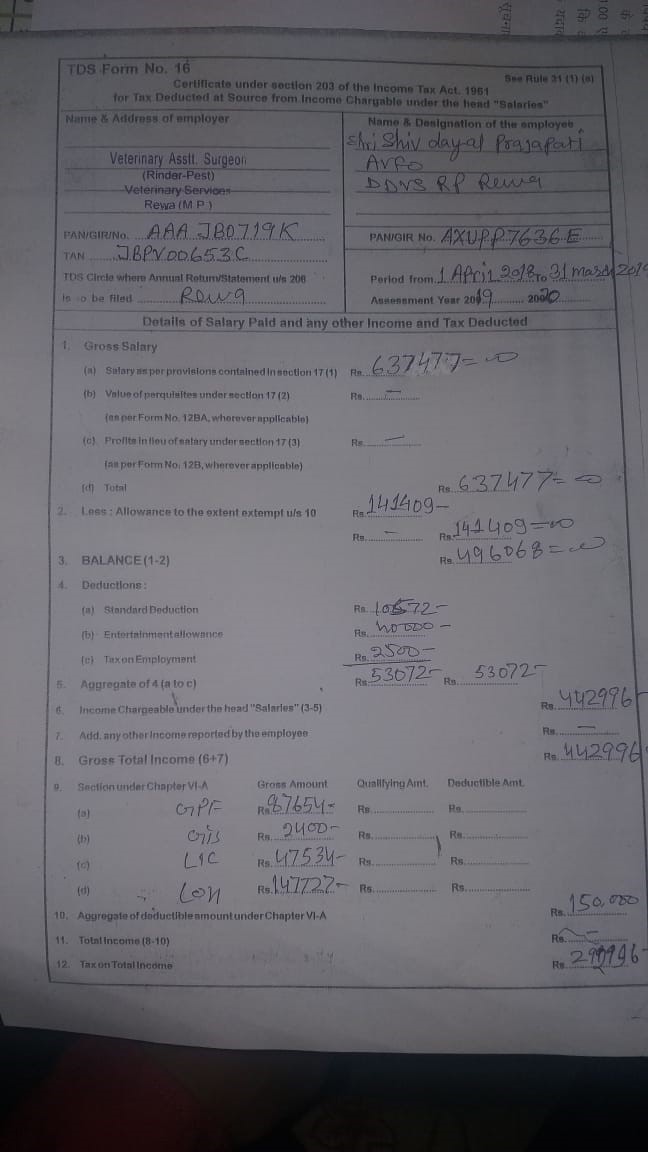 TDS Form No. 16
See Rule 31 (1) (a)
Certificate under section 203 of the Income Tax Act. 1961
for Tax Deducted at Source from Income Chargable under the head "Salaries"
Name & Address of employer
Veterinary Asstt. Surgeon
(Rinder-Pest)
Veterinary Services
Rewa (M.P.)
Name & Designation of the employee
Shri Shiv dayal Prajapati
AVFO
DDVS RP Rewa
PAN/GIR/No. AAA JB0719K
TAN JBPV00653C
TDS Circle where Annual Return/Statement u/s 206
is to be filed Rewa
PAN/GIR No. AXUPP7636E
Period from 1 April 2018 To 31 march 2019
Assessment Year 2019 2020
Details of Salary Paid and any other Income and Tax Deducted
1. Gross Salary
(a) Salary as per provisions contained in section 17 (1) Rs. 637477=00
(b) Value of perquisites under section 17 (2) Rs. —
(as per Form No. 12BA, wherever applicable)
(c) Profits in lieu of salary under section 17 (3) Rs. —
(as per Form No. 12B, wherever applicable)
(d) Total Rs. 637477=00
2. Less : Allowance to the extent extempt u/s 10 Rs. 141409-
Rs. — Rs. 141409=00
3. BALANCE (1-2) Rs. 496068=00
4. Deductions :
(a) Standard Deduction Rs. 10572-
(b) Entertainment allowance Rs. 40000-
(c) Tax on Employment Rs. 2500-
5. Aggregate of 4 (a to c) Rs. 53072- Rs. 53072-
6. Income Chargeable under the head "Salaries" (3-5) Rs. 442996-
7. Add. any other income reported by the employee Rs. —
8. Gross Total Income (6+7) Rs. 442996-
9. Section under Chapter VI-A Gross Amount Qualifying Amt. Deductible Amt.
(a) GPF Rs. 87654- Rs. Rs.
(b) Gis Rs. 2400- Rs. Rs.
(c) LIC Rs. 47534- Rs. Rs.
(d) Lon Rs. 147727- Rs. Rs.
10. Aggregate of deductible amount under Chapter VI-A Rs. 150,000
11. Total Income (8-10) Rs. —
12. Tax on Total Income Rs.